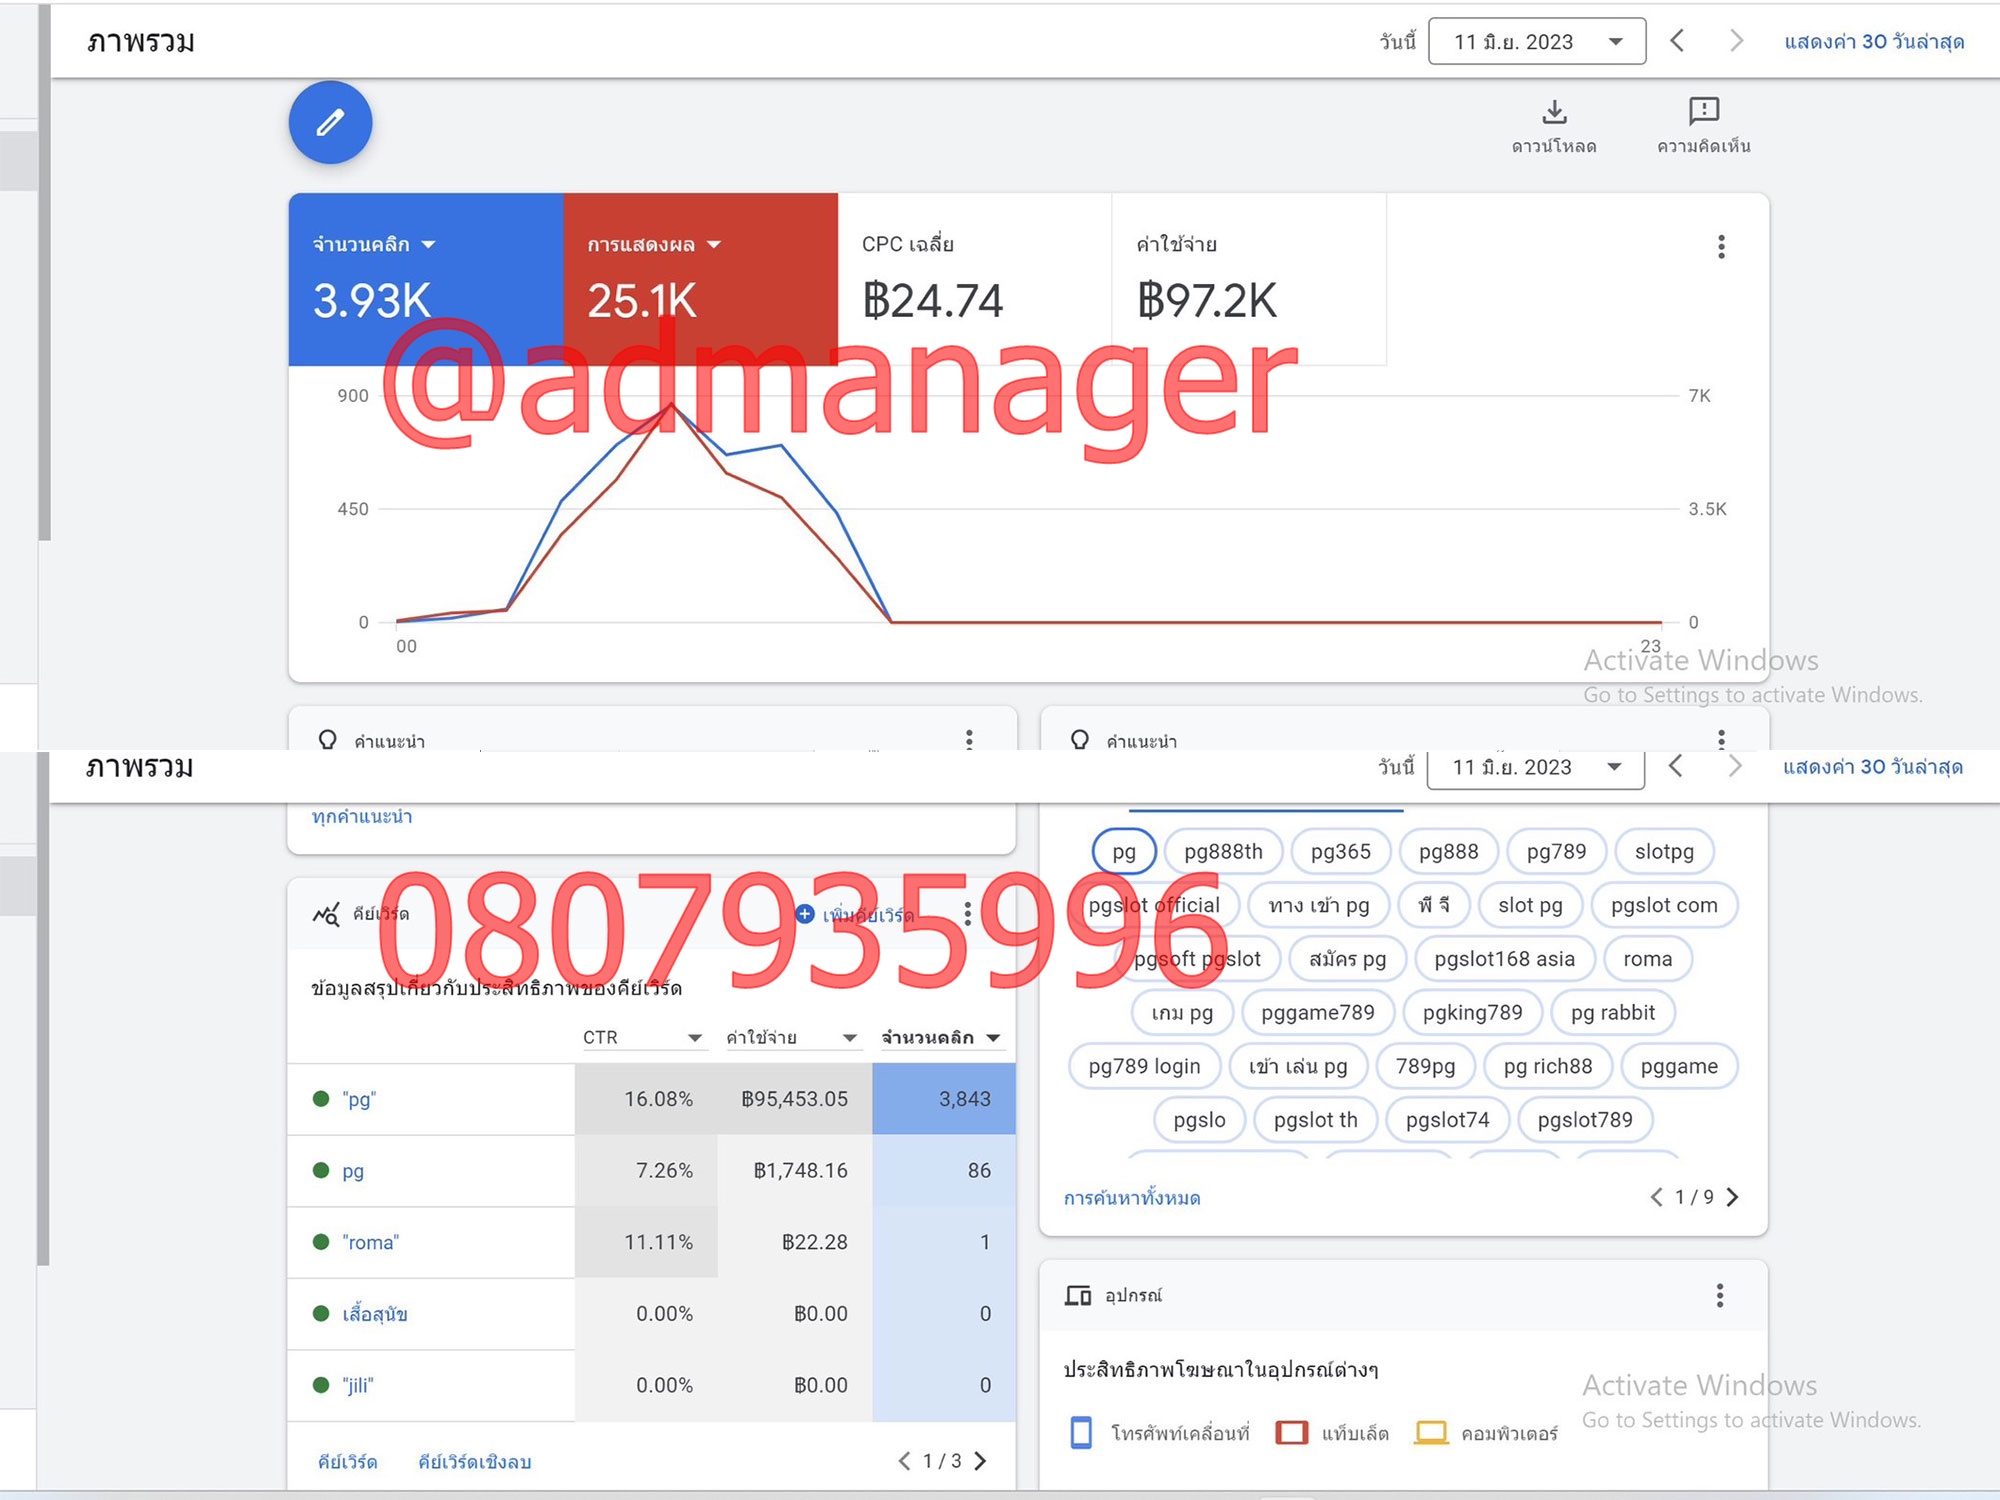 ภาพรวม
วันนี้ 11 มิ.ย. 2023 แสดงค่า 30 วันล่าสุด
ดาวน์โหลด ความคิดเห็น
จำนวนคลิก การแสดงผล CPC เฉลี่ย ค่าใช้จ่าย
3.93K 25.1K ฿24.74 ฿97.2K
@admanager
900 7K
450 3.5K
0 0
00 23
Activate Windows
Go to Settings to activate Windows.
คำแนะนำ คำแนะนำ
ภาพรวม
วันนี้ 11 มิ.ย. 2023 แสดงค่า 30 วันล่าสุด
ทุกคำแนะนำ
pg pg888th pg365 pg888 pg789 slotpg
pgslot official ทาง เข้า pg พี จี slot pg pgslot com
pgsoft pgslot สมัคร pg pgslot168 asia roma
เกม pg pggame789 pgking789 pg rabbit
pg789 login เข้า เล่น pg 789pg pg rich88 pggame
pgslo pgslot th pgslot74 pgslot789
การค้นหาทั้งหมด 1 / 9
0807935996
คีย์เวิร์ด เพิ่มคีย์เวิร์ด
ข้อมูลสรุปเกี่ยวกับประสิทธิภาพของคีย์เวิร์ด
CTR ค่าใช้จ่าย จำนวนคลิก
"pg" 16.08% ฿95,453.05 3,843
pg 7.26% ฿1,748.16 86
"roma" 11.11% ฿22.28 1
เสื้อสุนัข 0.00% ฿0.00 0
"jili" 0.00% ฿0.00 0
คีย์เวิร์ด คีย์เวิร์ดเชิงลบ 1 / 3
อุปกรณ์
ประสิทธิภาพโฆษณาในอุปกรณ์ต่างๆ
โทรศัพท์เคลื่อนที่ แท็บเล็ต คอมพิวเตอร์
Activate Windows
Go to Settings to activate Windows.